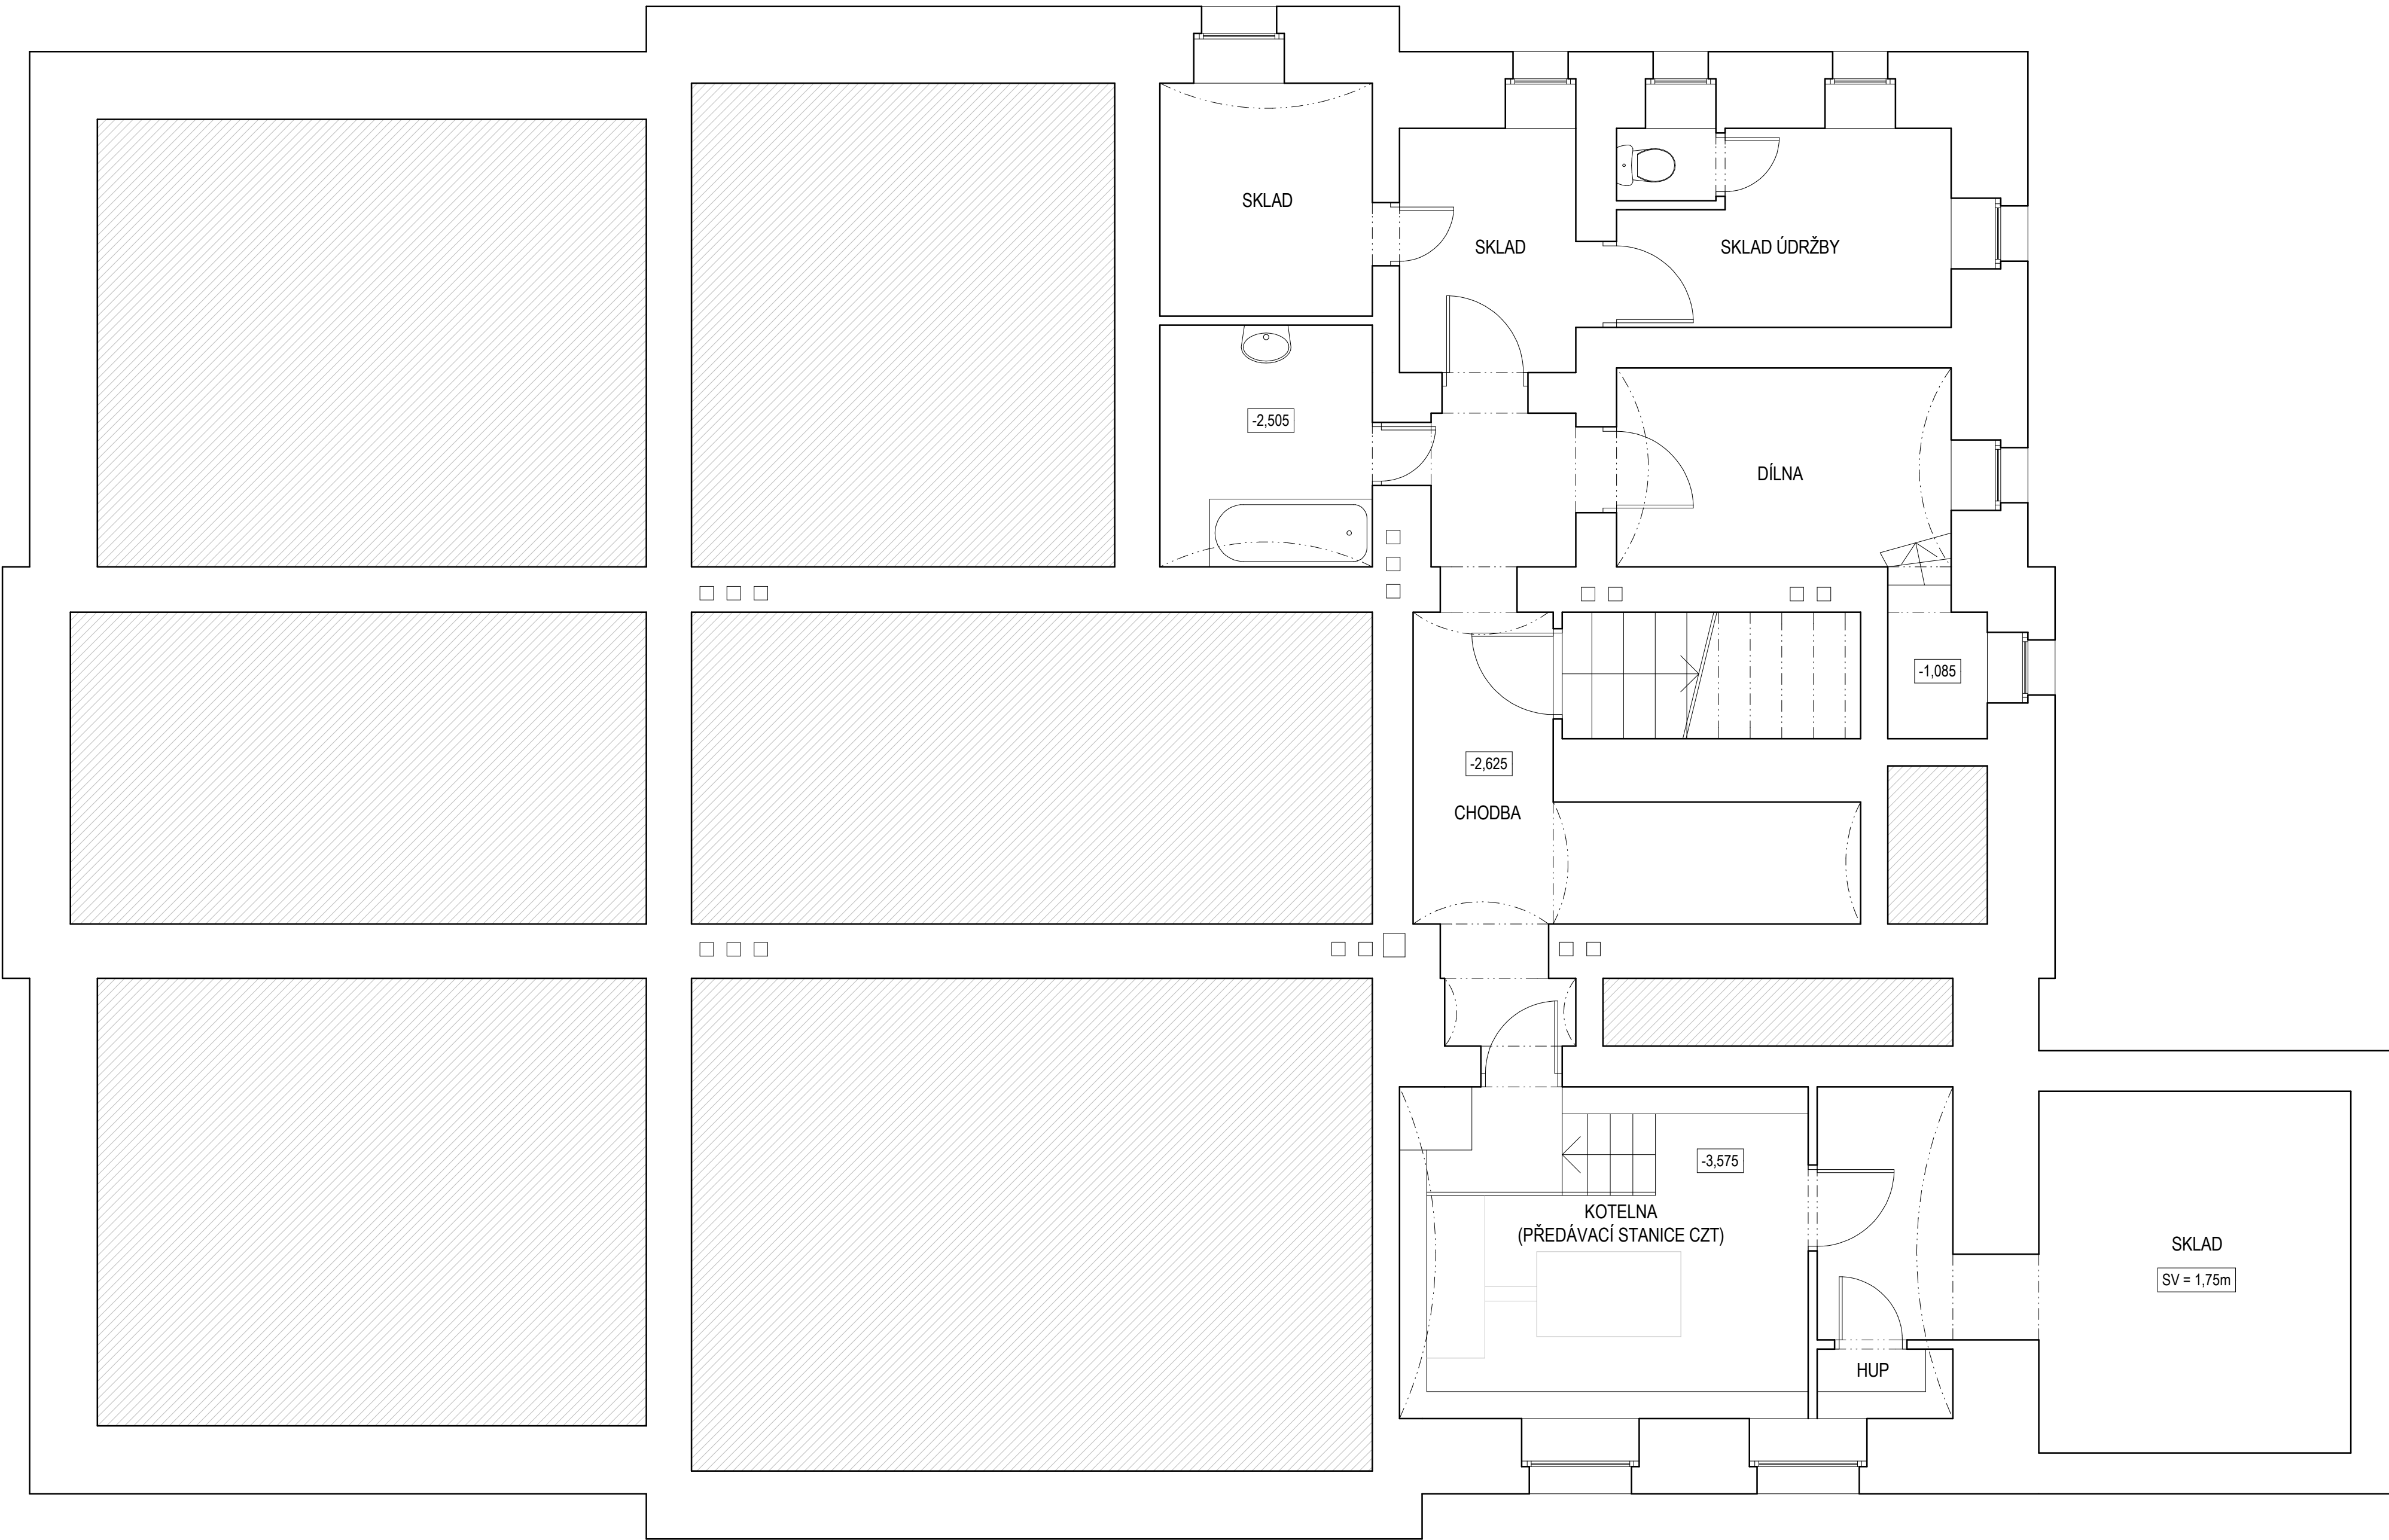 SKLAD
SKLAD
SKLAD ÚDRŽBY
-2,505
DÍLNA
-1,085
-2,625
CHODBA
-3,575
KOTELNA
(PŘEDÁVACÍ STANICE CZT)
SKLAD
SV = 1,75m
HUP